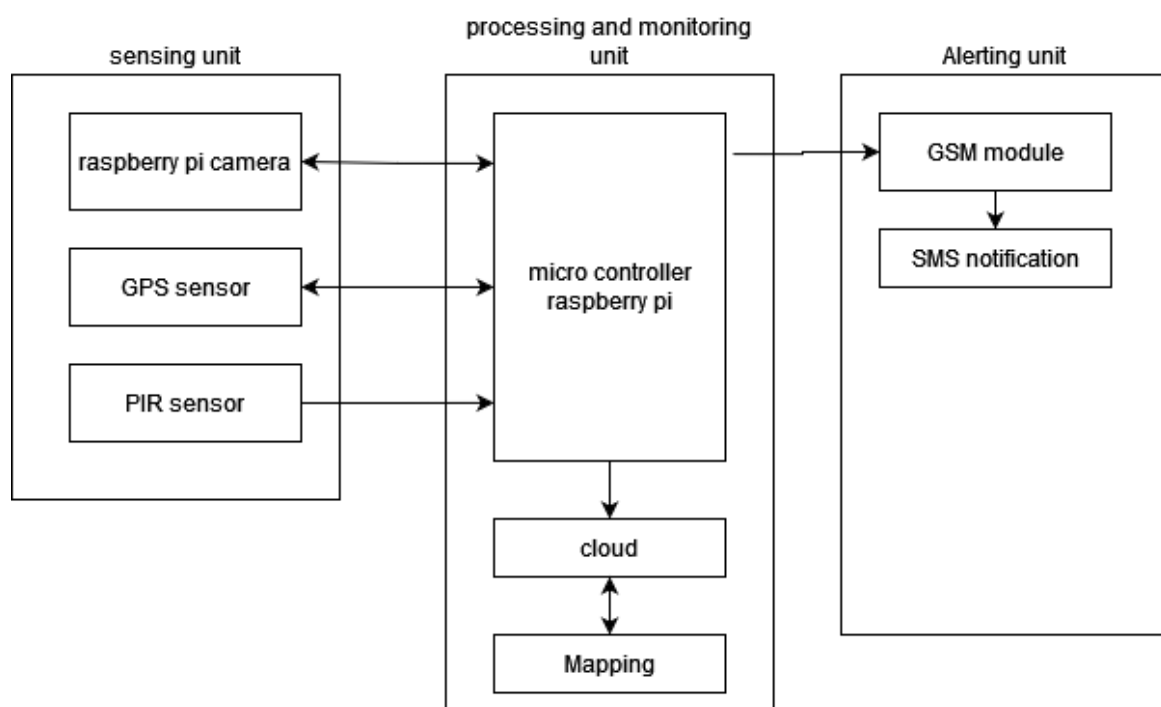 sensing unit
raspberry pi camera
GPS sensor
PIR sensor
processing and monitoring
unit
micro controller
raspberry pi
cloud
Mapping
Alerting unit
GSM module
SMS notification